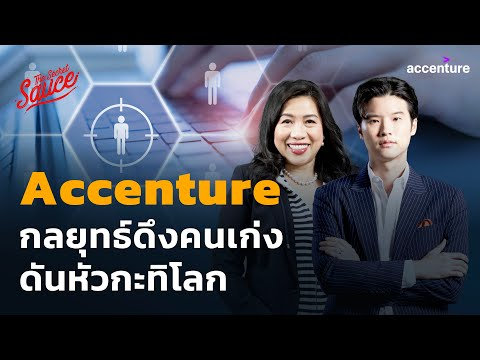 The Secret
Sauce
accenture
Accenture
กลยุทธ์ดึงคนเก่ง
ดันหัวกะทิโลก